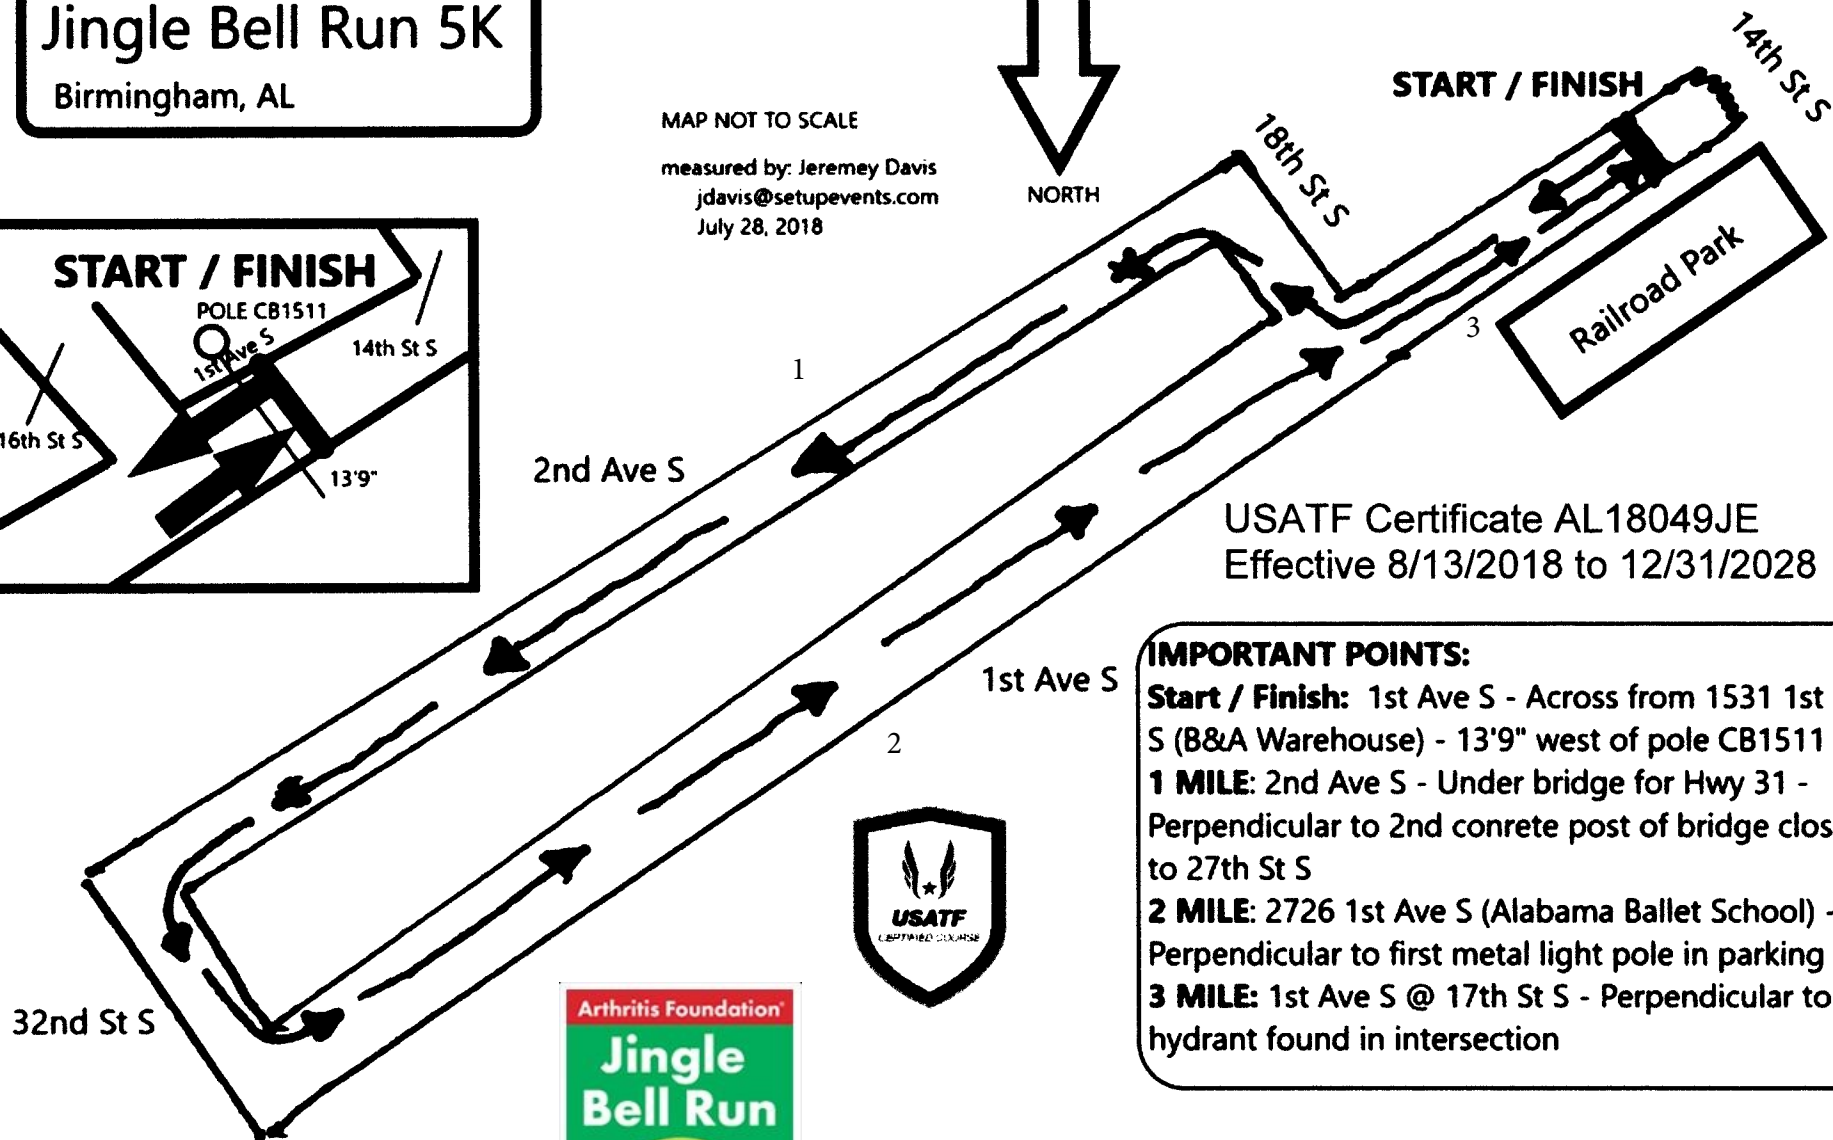 Jingle Bell Run 5K
Birmingham, AL
MAP NOT TO SCALE
measured by: Jeremey Davis
jdavis@setupevents.com
July 28, 2018
NORTH
START / FINISH
14th St S
18th St S
Railroad Park
3
START / FINISH
POLE CB1511
1st Ave S
14th St S
16th St S
13'9"
1
2nd Ave S
USATF Certificate AL18049JE
Effective 8/13/2018 to 12/31/2028
1st Ave S
2
IMPORTANT POINTS:
Start / Finish: 1st Ave S - Across from 1531 1st
S (B&A Warehouse) - 13'9" west of pole CB1511
1 MILE: 2nd Ave S - Under bridge for Hwy 31 -
Perpendicular to 2nd conrete post of bridge clos
to 27th St S
2 MILE: 2726 1st Ave S (Alabama Ballet School) -
Perpendicular to first metal light pole in parking
3 MILE: 1st Ave S @ 17th St S - Perpendicular to
hydrant found in intersection
USATF
CERTIFIED COURSE
32nd St S
Arthritis Foundation
Jingle
Bell Run